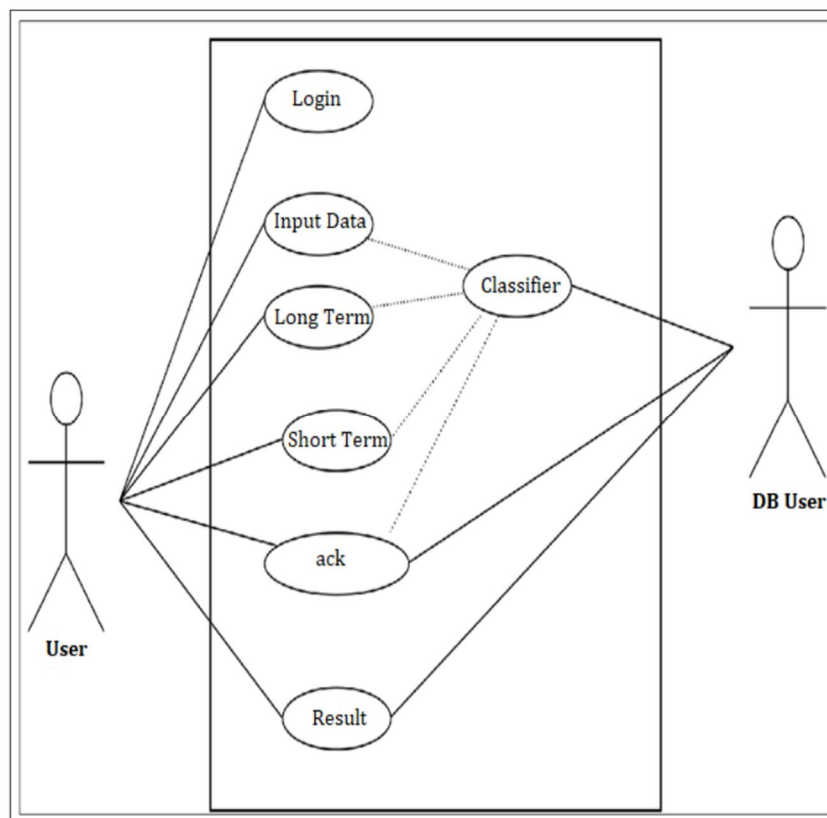 Login
Input Data
Classifier
Long Term
Short Term
DB User
ack
User
Result